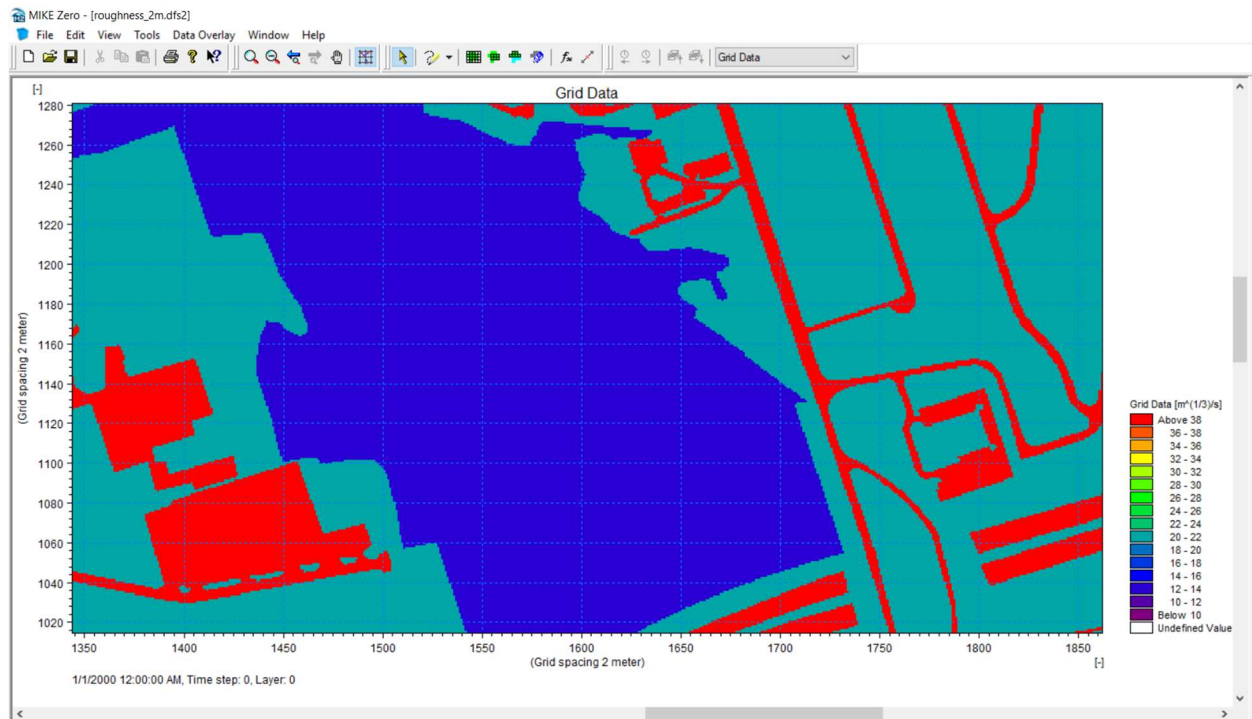 MIKE Zero - [roughness_2m.dfs2]
File Edit View Tools Data Overlay Window Help
Grid Data
[-]
Grid Data
1280
1260
1240
1220
1200
1180
1160
1140
1120
1100
1080
1060
1040
1020
(Grid spacing 2 meter)
1350 1400 1450 1500 1550 1600 1650 1700 1750 1800 1850
(Grid spacing 2 meter)
[-]
1/1/2000 12:00:00 AM, Time step: 0, Layer: 0
Grid Data [m^(1/3)/s]
Above 38
36 - 38
34 - 36
32 - 34
30 - 32
28 - 30
26 - 28
24 - 26
22 - 24
20 - 22
18 - 20
16 - 18
14 - 16
12 - 14
10 - 12
Below 10
Undefined Value